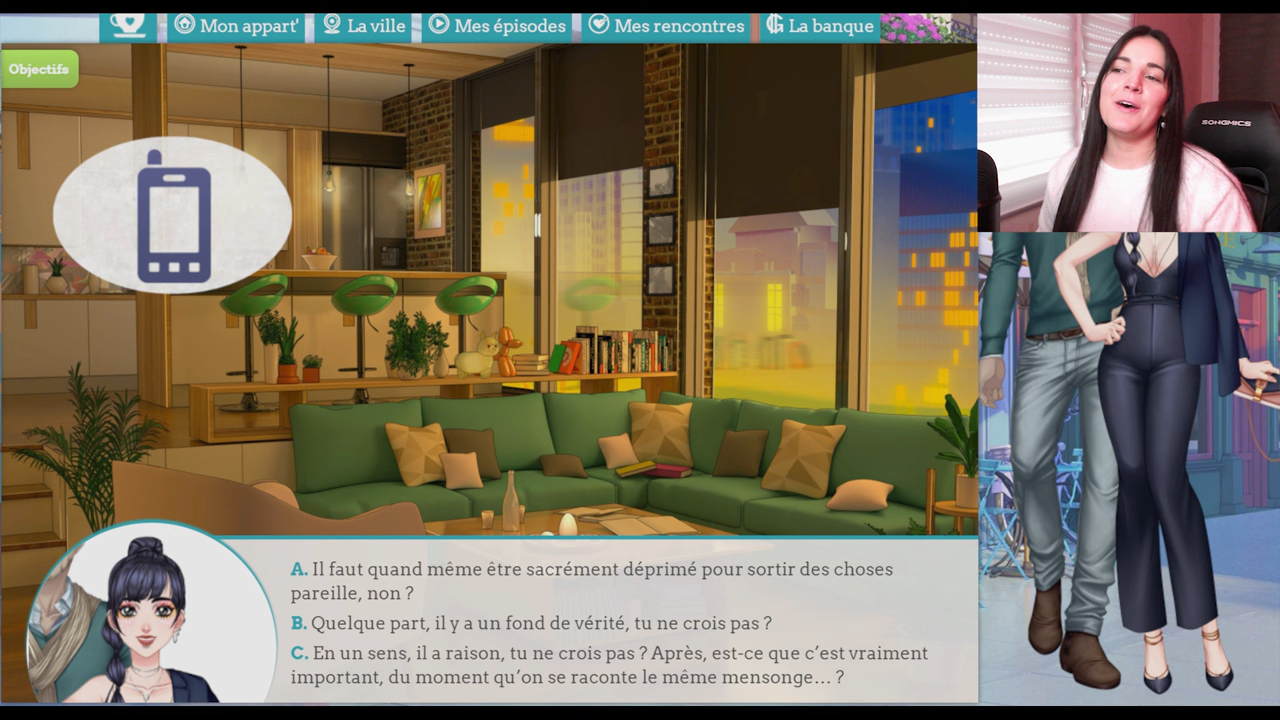 Mon appart'
La ville
Mes épisodes
Mes rencontres
La banque
Objectifs
SONGMICS
A. Il faut quand même être sacrément déprimé pour sortir des choses
pareille, non ?
B. Quelque part, il y a un fond de vérité, tu ne crois pas ?
C. En un sens, il a raison, tu ne crois pas ? Après, est-ce que c'est vraiment
important, du moment qu'on se raconte le même mensonge... ?